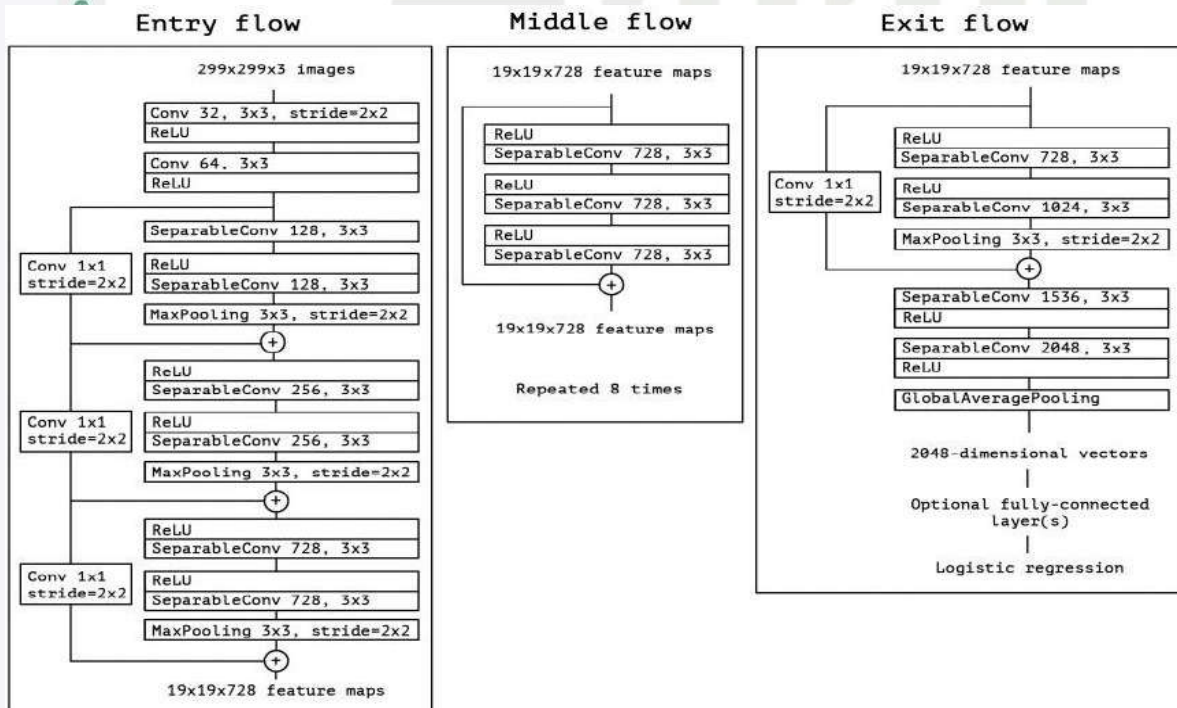 Entry flow
299x299x3 images
Conv 32, 3x3, stride=2x2
ReLU
Conv 64. 3x3
ReLU
SeparableConv 128, 3x3
Conv 1x1
stride=2x2
ReLU
SeparableConv 128, 3x3
MaxPooling 3x3, stride=2x2
+
ReLU
SeparableConv 256, 3x3
Conv 1x1
stride=2x2
ReLU
SeparableConv 256, 3x3
MaxPooling 3x3, stride=2x2
+
ReLU
SeparableConv 728, 3x3
Conv 1x1
stride=2x2
ReLU
SeparableConv 728, 3x3
MaxPooling 3x3, stride=2x2
+
19x19x728 feature maps
Middle flow
19x19x728 feature maps
ReLU
SeparableConv 728, 3x3
ReLU
SeparableConv 728, 3x3
ReLU
SeparableConv 728, 3x3
+
19x19x728 feature maps
Repeated 8 times
Exit flow
19x19x728 feature maps
ReLU
SeparableConv 728, 3x3
Conv 1x1
stride=2x2
ReLU
SeparableConv 1024, 3x3
MaxPooling 3x3, stride=2x2
+
SeparableConv 1536, 3x3
ReLU
SeparableConv 2048, 3x3
ReLU
GlobalAveragePooling
2048-dimensional vectors
Optional fully-connected
layer(s)
Logistic regression